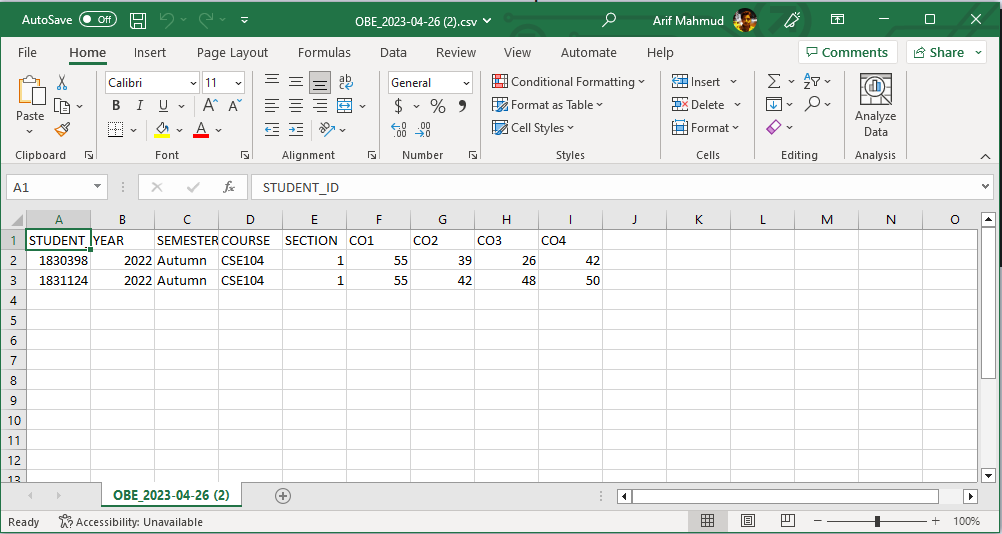 AutoSave Off OBE_2023-04-26 (2).csv Arif Mahmud
File Home Insert Page Layout Formulas Data Review View Automate Help Comments Share
Paste Calibri 11 ab c General Conditional Formatting Insert
B I U A A $ % 9 Format as Table Delete Analyze
A .00 .00 Cell Styles Format Data
Clipboard Font Alignment Number Styles Cells Editing Analysis
A1 fx STUDENT_ID
A B C D E F G H I J K L M N O
1 STUDENT_ YEAR SEMESTER COURSE SECTION CO1 CO2 CO3 CO4
2 1830398 2022 Autumn CSE104 1 55 39 26 42
3 1831124 2022 Autumn CSE104 1 55 42 48 50
4
5
6
7
8
9
10
11
12
13
OBE_2023-04-26 (2)
Ready Accessibility: Unavailable 100%